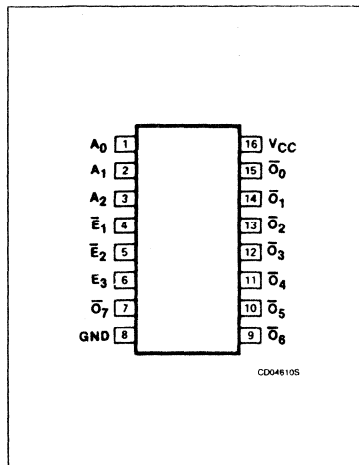 A0 1 16 VCC
A1 2 15 Ō0
A2 3 14 Ō1
Ē1 4 13 Ō2
Ē2 5 12 Ō3
E3 6 11 Ō4
Ō7 7 10 Ō5
GND 8 9 Ō6
CD04610S